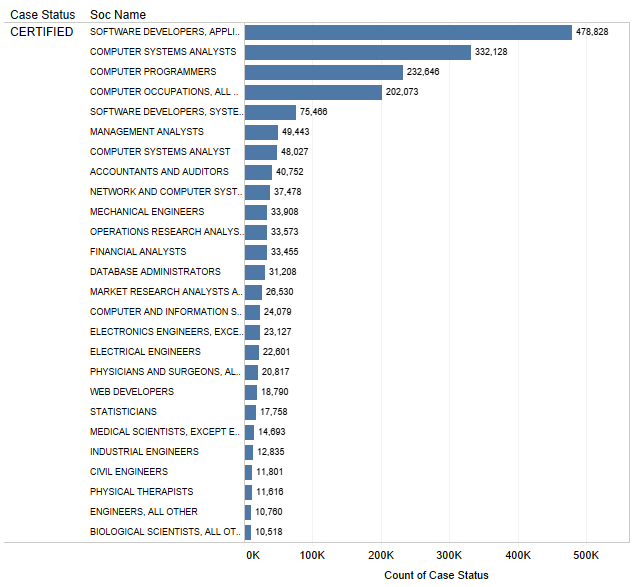 Case Status Soc Name
CERTIFIED SOFTWARE DEVELOPERS, APPLI.. 478,828
COMPUTER SYSTEMS ANALYSTS 332,128
COMPUTER PROGRAMMERS 232,646
COMPUTER OCCUPATIONS, ALL .. 202,073
SOFTWARE DEVELOPERS, SYSTE.. 75,466
MANAGEMENT ANALYSTS 49,443
COMPUTER SYSTEMS ANALYST 48,027
ACCOUNTANTS AND AUDITORS 40,752
NETWORK AND COMPUTER SYST.. 37,478
MECHANICAL ENGINEERS 33,908
OPERATIONS RESEARCH ANALYS.. 33,573
FINANCIAL ANALYSTS 33,455
DATABASE ADMINISTRATORS 31,208
MARKET RESEARCH ANALYSTS A.. 26,530
COMPUTER AND INFORMATION S.. 24,079
ELECTRONICS ENGINEERS, EXCE.. 23,127
ELECTRICAL ENGINEERS 22,601
PHYSICIANS AND SURGEONS, AL.. 20,817
WEB DEVELOPERS 18,790
STATISTICIANS 17,758
MEDICAL SCIENTISTS, EXCEPT E.. 14,693
INDUSTRIAL ENGINEERS 12,835
CIVIL ENGINEERS 11,801
PHYSICAL THERAPISTS 11,616
ENGINEERS, ALL OTHER 10,760
BIOLOGICAL SCIENTISTS, ALL OT.. 10,518
0K 100K 200K 300K 400K 500K
Count of Case Status